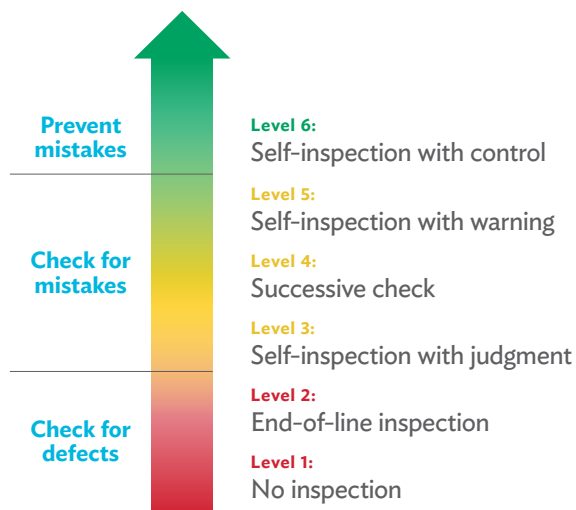 Prevent
mistakes
Level 6:
Self-inspection with control
Level 5:
Self-inspection with warning
Check for
mistakes
Level 4:
Successive check
Level 3:
Self-inspection with judgment
Level 2:
End-of-line inspection
Check for
defects
Level 1:
No inspection